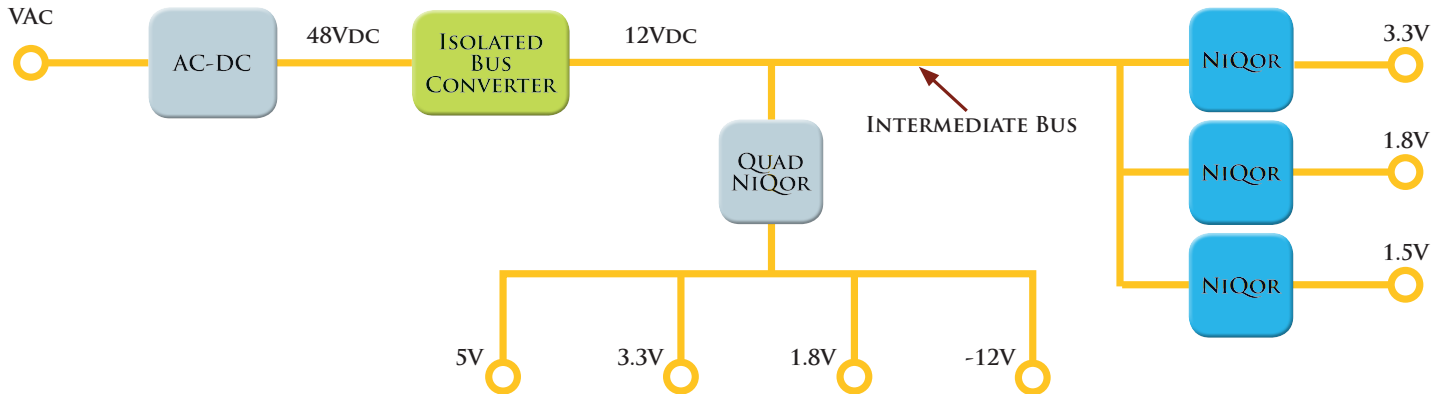 VAC
AC-DC
48VDC
ISOLATED
BUS
CONVERTER
12VDC
INTERMEDIATE BUS
NIQOR
3.3V
NIQOR
1.8V
NIQOR
1.5V
QUAD
NIQOR
5V
3.3V
1.8V
-12V